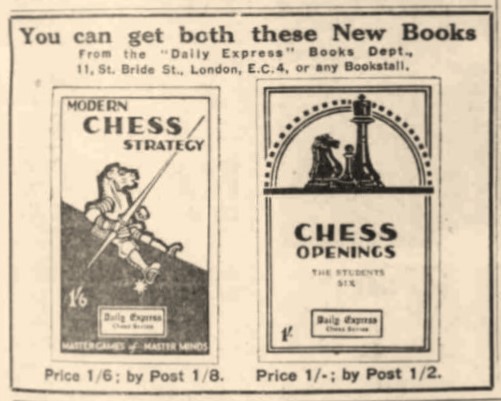 You can get both these New Books
From the "Daily Express" Books Dept.,
11, St. Bride St., London, E.C.4, or any Bookstall.
MODERN
CHESS
STRATEGY
1/6
Daily Express
CHESS SERIES
MASTER GAMES of MASTER MINDS
Price 1/6; by Post 1/8.
CHESS
OPENINGS
THE STUDENTS
SIX
1/-
Daily Express
CHESS SERIES
Price 1/-; by Post 1/2.